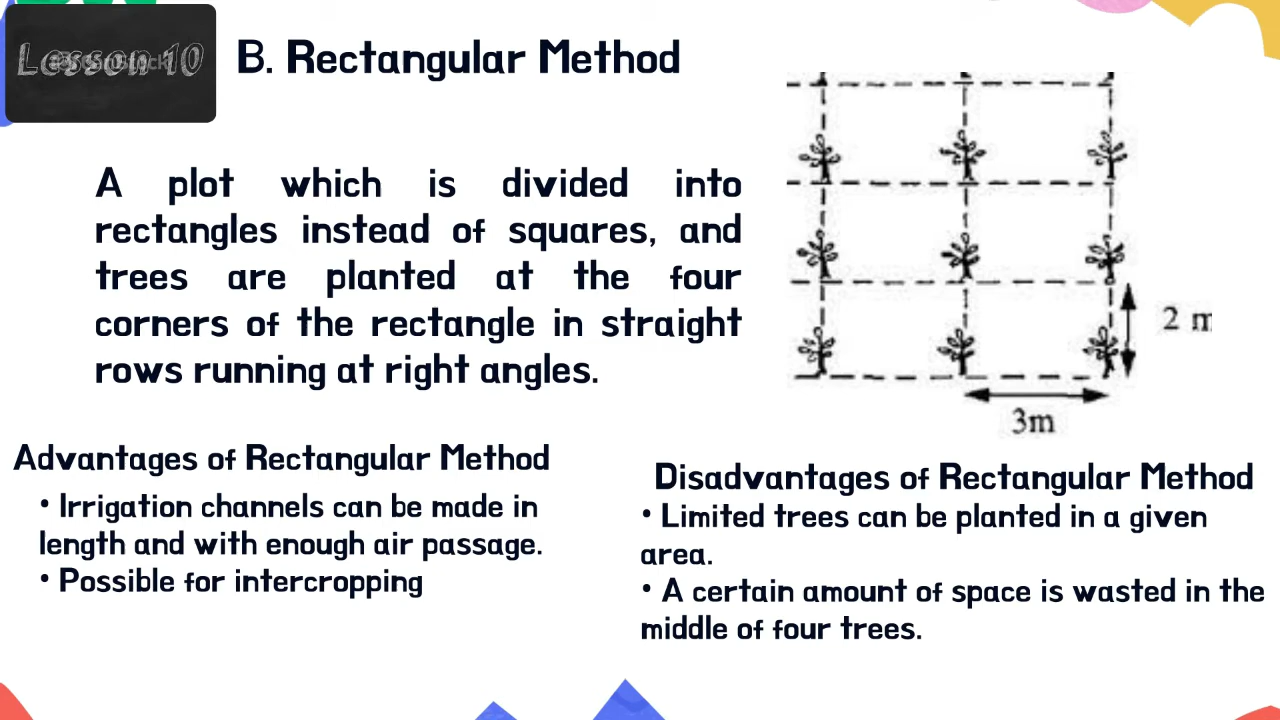 Lesson 10
B. Rectangular Method
A plot which is divided into
rectangles instead of squares, and
trees are planted at the four
corners of the rectangle in straight
rows running at right angles.
2 m
3m
Advantages of Rectangular Method
• Irrigation channels can be made in
length and with enough air passage.
• Possible for intercropping
Disadvantages of Rectangular Method
• Limited trees can be planted in a given
area.
• A certain amount of space is wasted in the
middle of four trees.